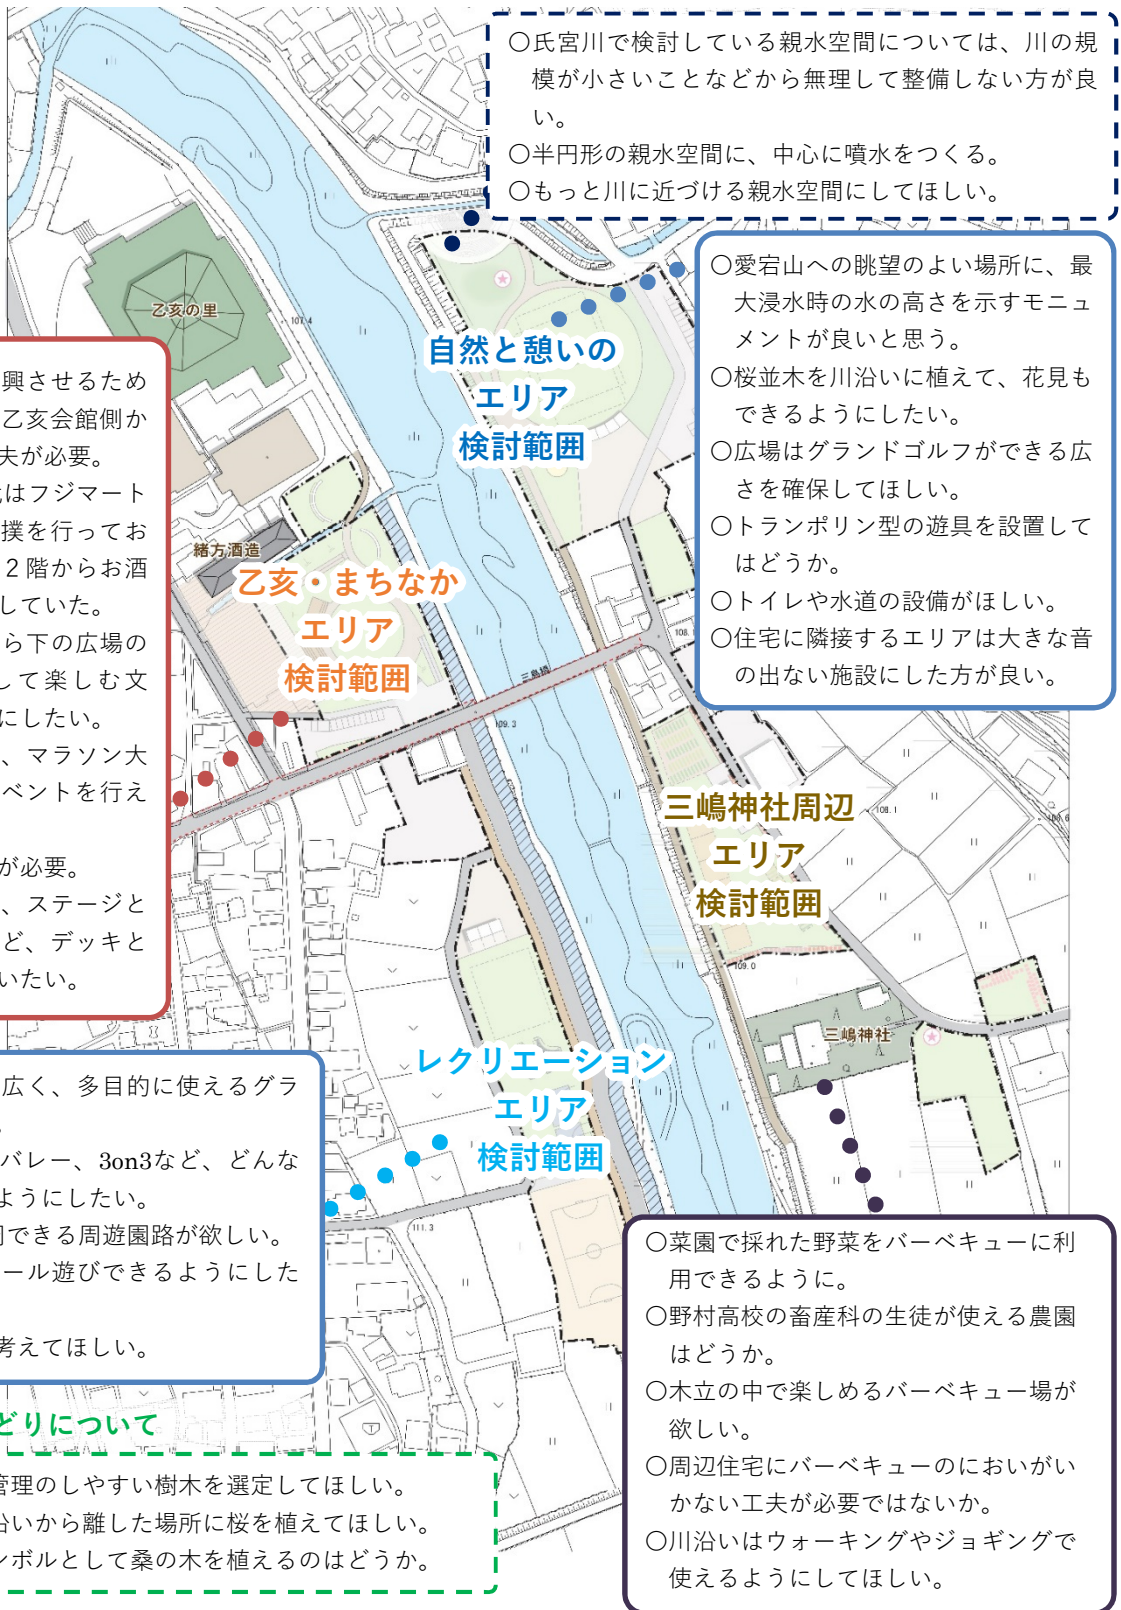 ○氏宮川で検討している親水空間については、川の規
模が小さいことなどから無理して整備しない方が良
い。
○半円形の親水空間に、中心に噴水をつくる。
○もっと川に近づける親水空間にしてほしい。
○愛宕山への眺望のよい場所に、最
大浸水時の水の高さを示すモニュ
メントが良いと思う。
○桜並木を川沿いに植えて、花見も
できるようにしたい。
○広場はグランドゴルフができる広
さを確保してほしい。
○トランポリン型の遊具を設置して
はどうか。
○トイレや水道の設備がほしい。
○住宅に隣接するエリアは大きな音
の出ない施設にした方が良い。
乙亥の里
107.4
自然と憩いの
エリア
検討範囲
興させるため
乙亥会館側か
夫が必要。
はフジマート
撲を行ってお
２階からお酒
していた。
ら下の広場の
して楽しむ文
にしたい。
、マラソン大
ベントを行え
が必要。
、ステージと
ど、デッキと
いたい。
緒方酒造
乙亥・まちなか
エリア
検討範囲
三島橋
109.3
108.
三嶋神社周辺
エリア
検討範囲
108.1
108.6
109.0
三嶋神社
レクリエーション
エリア
検討範囲
111.3
広く、多目的に使えるグラ
バレー、3on3など、どんな
ようにしたい。
周できる周遊園路が欲しい。
ール遊びできるようにした
考えてほしい。
どりについて
管理のしやすい樹木を選定してほしい。
沿いから離した場所に桜を植えてほしい。
ンボルとして桑の木を植えるのはどうか。
○菜園で採れた野菜をバーベキューに利
用できるように。
○野村高校の畜産科の生徒が使える農園
はどうか。
○木立の中で楽しめるバーベキュー場が
欲しい。
○周辺住宅にバーベキューのにおいがい
かない工夫が必要ではないか。
○川沿いはウォーキングやジョギングで
使えるようにしてほしい。